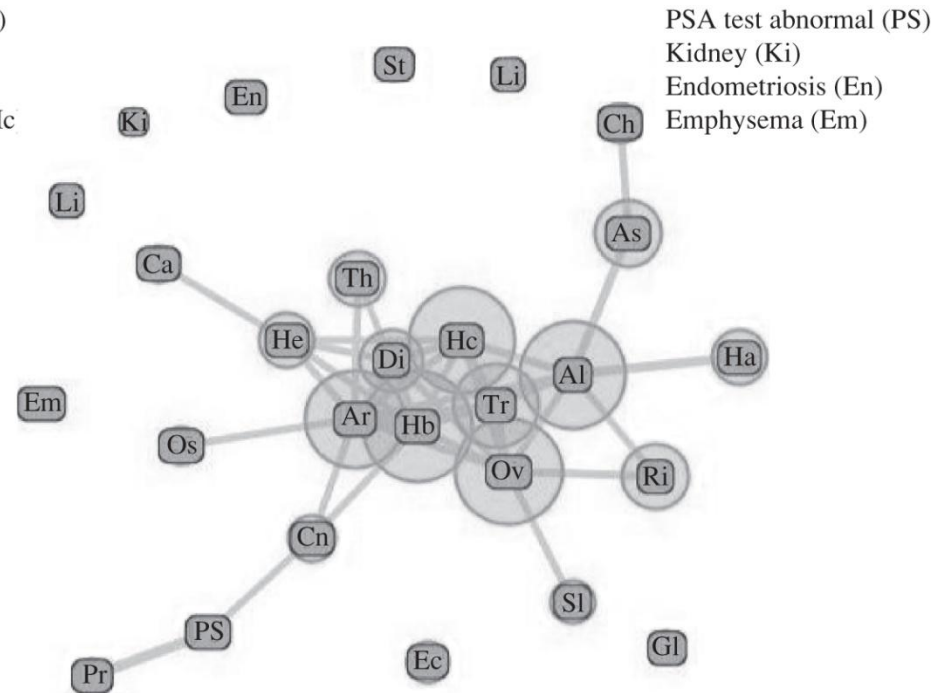 )
PSA test abnormal (PS)
Kidney (Ki)
Endometriosis (En)
Emphysema (Em)
St
Li
En
Ki
Ch
Li
As
Ca
Th
He
Hc
Di
Al
Ha
Em
Tr
Ar
Hb
Os
Ov
Ri
Cn
Sl
PS
Gl
Ec
Pr